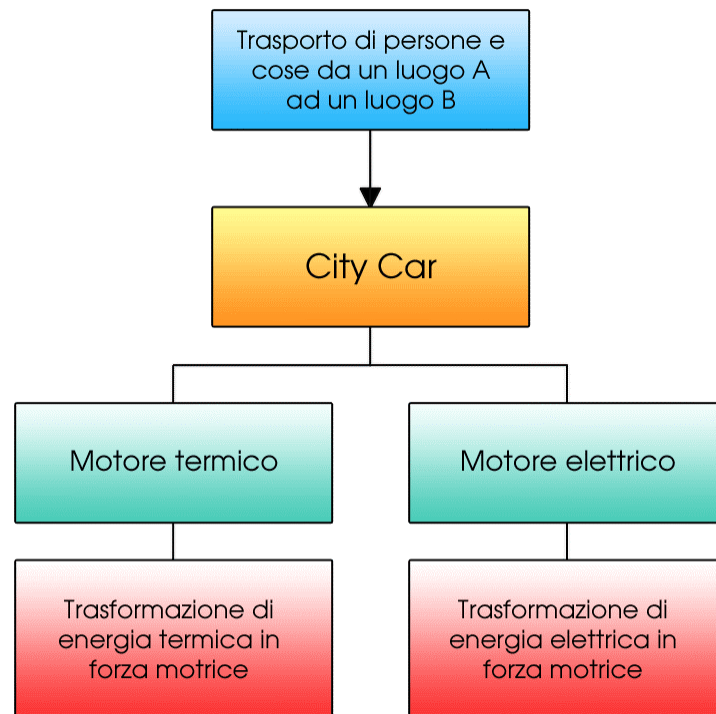 Trasporto di persone e
cose da un luogo A
ad un luogo B
City Car
Motore termico
Motore elettrico
Trasformazione di
energia termica in
forza motrice
Trasformazione di
energia elettrica in
forza motrice